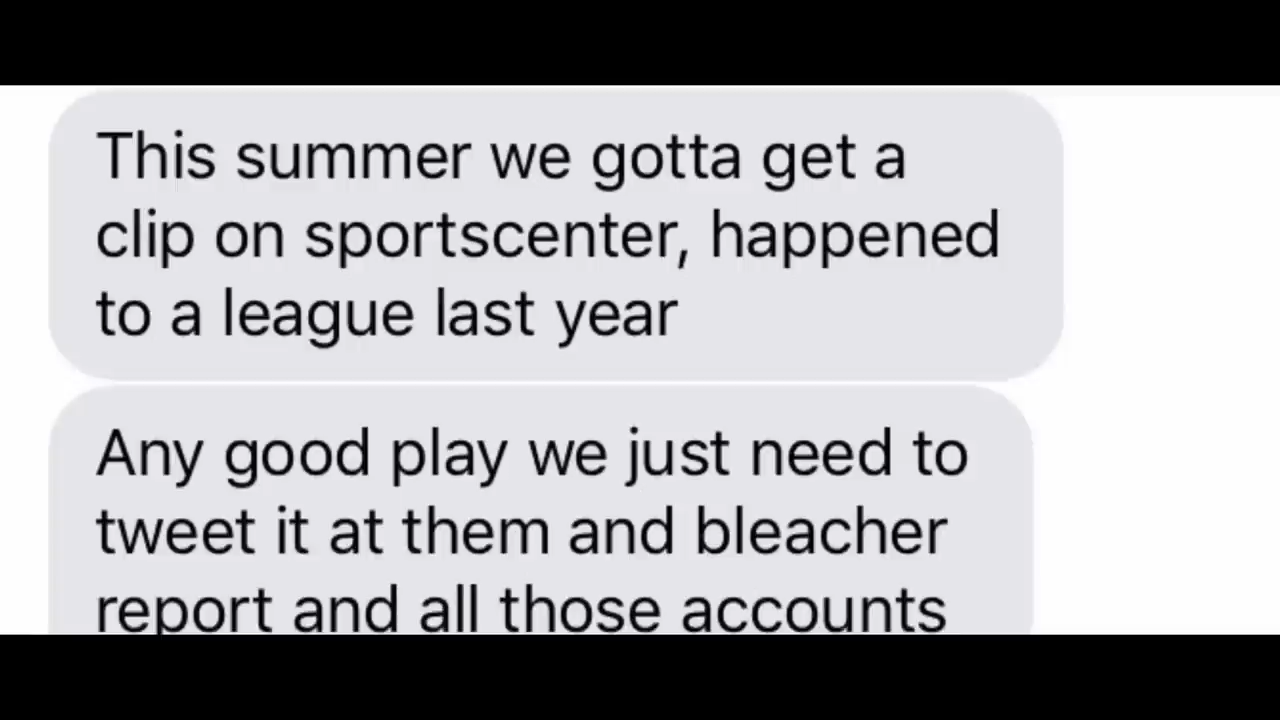 This summer we gotta get a
clip on sportscenter, happened
to a league last year
Any good play we just need to
tweet it at them and bleacher
report and all those accounts